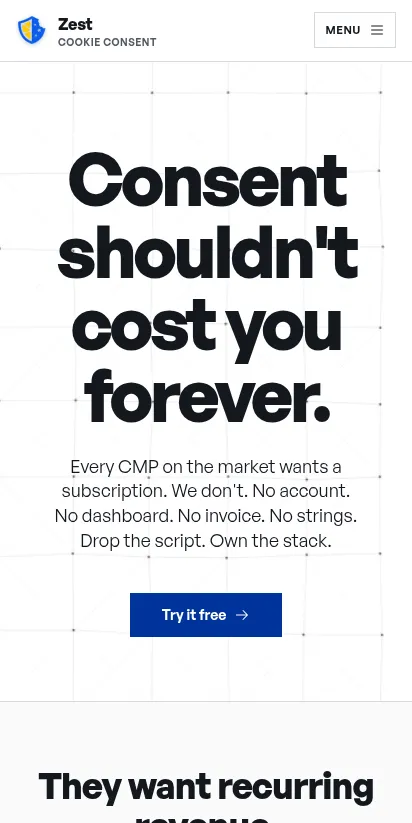 Zest
COOKIE CONSENT
MENU
Consent
shouldn't
cost you
forever.
Every CMP on the market wants a
subscription. We don't. No account.
No dashboard. No invoice. No strings.
Drop the script. Own the stack.
Try it free →
They want recurring
revenue